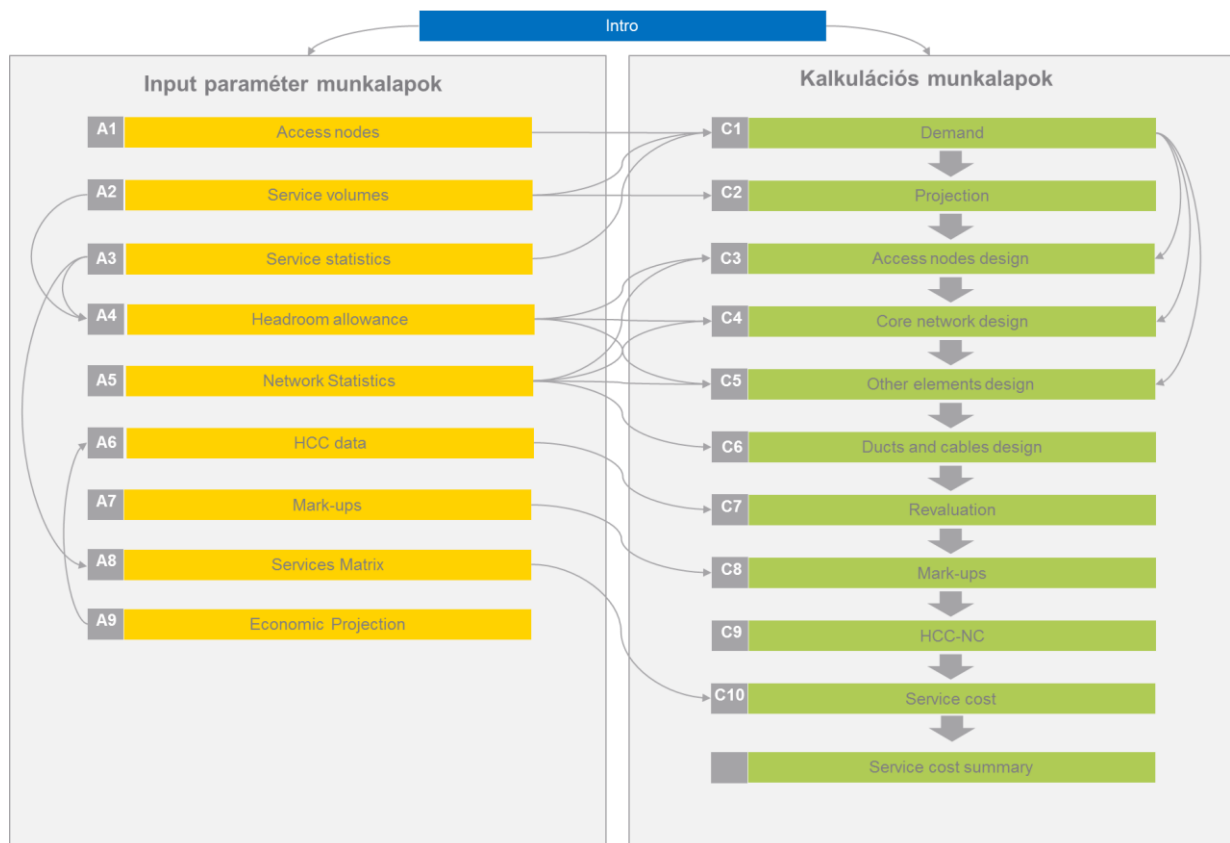 Intro
Input paraméter munkalapok
A1 Access nodes
A2 Service volumes
A3 Service statistics
A4 Headroom allowance
A5 Network Statistics
A6 HCC data
A7 Mark-ups
A8 Services Matrix
A9 Economic Projection
Kalkulációs munkalapok
C1 Demand
C2 Projection
C3 Access nodes design
C4 Core network design
C5 Other elements design
C6 Ducts and cables design
C7 Revaluation
C8 Mark-ups
C9 HCC-NC
C10 Service cost
Service cost summary